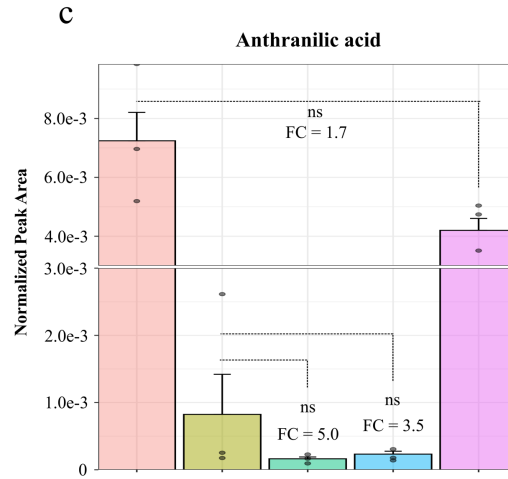 c
Anthranilic acid
Normalized Peak Area
8.0e-3
6.0e-3
4.0e-3
3.0e-3
2.0e-3
1.0e-3
0
ns
FC = 1.7
ns
FC = 5.0
ns
FC = 3.5